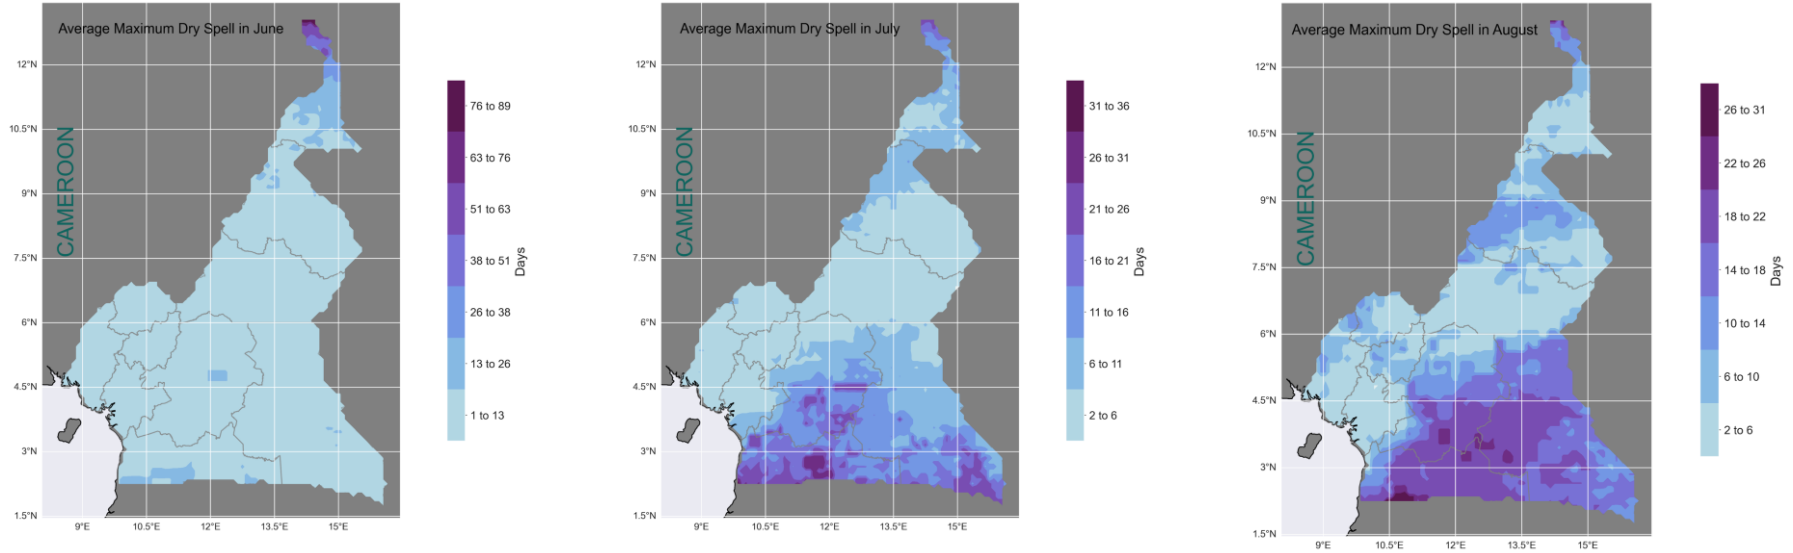 Average Maximum Dry Spell in June
12°N
10.5°N
9°N
7.5°N
6°N
4.5°N
3°N
1.5°N
9°E
10.5°E
12°E
13.5°E
15°E
CAMEROON
76 to 89
63 to 76
51 to 63
38 to 51
26 to 38
13 to 26
1 to 13
Days
Average Maximum Dry Spell in July
12°N
10.5°N
9°N
7.5°N
6°N
4.5°N
3°N
1.5°N
9°E
10.5°E
12°E
13.5°E
15°E
CAMEROON
31 to 36
26 to 31
21 to 26
16 to 21
11 to 16
6 to 11
2 to 6
Days
Average Maximum Dry Spell in August
12°N
10.5°N
9°N
7.5°N
6°N
4.5°N
3°N
1.5°N
9°E
10.5°E
12°E
13.5°E
15°E
CAMEROON
26 to 31
22 to 26
18 to 22
14 to 18
10 to 14
6 to 10
2 to 6
Days